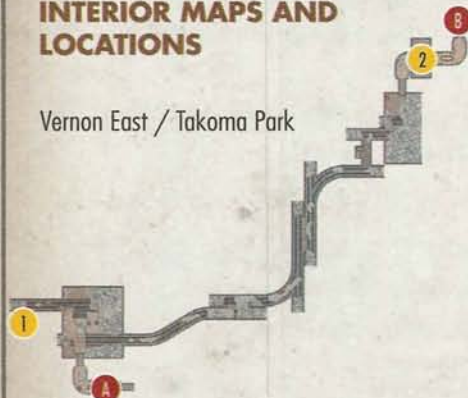 INTERIOR MAPS AND
LOCATIONS
B
2
Vernon East / Takoma Park
1
A